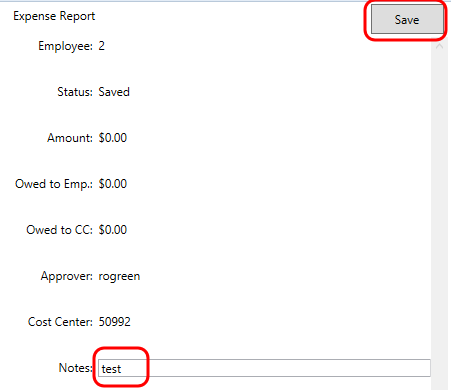 Expense Report
Save
Employee: 2
Status: Saved
Amount: $0.00
Owed to Emp.: $0.00
Owed to CC: $0.00
Approver: rogreen
Cost Center: 50992
Notes: test